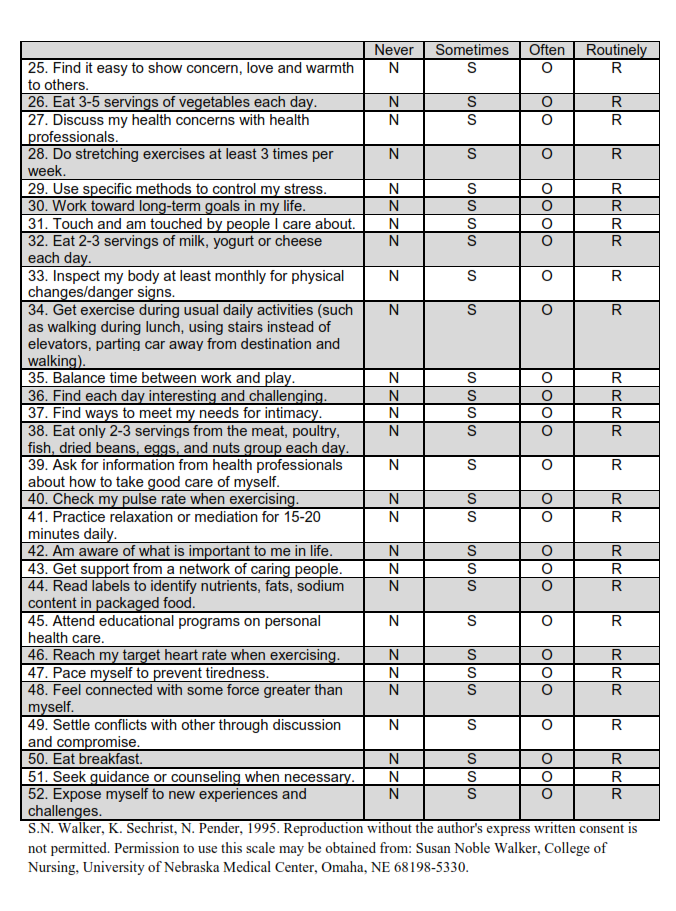 Never Sometimes Often Routinely
25. Find it easy to show concern, love and warmth N S O R
to others.
26. Eat 3-5 servings of vegetables each day. N S O R
27. Discuss my health concerns with health N S O R
professionals.
28. Do stretching exercises at least 3 times per N S O R
week.
29. Use specific methods to control my stress. N S O R
30. Work toward long-term goals in my life. N S O R
31. Touch and am touched by people I care about. N S O R
32. Eat 2-3 servings of milk, yogurt or cheese N S O R
each day.
33. Inspect my body at least monthly for physical N S O R
changes/danger signs.
34. Get exercise during usual daily activities (such N S O R
as walking during lunch, using stairs instead of
elevators, parting car away from destination and
walking).
35. Balance time between work and play. N S O R
36. Find each day interesting and challenging. N S O R
37. Find ways to meet my needs for intimacy. N S O R
38. Eat only 2-3 servings from the meat, poultry, N S O R
fish, dried beans, eggs, and nuts group each day.
39. Ask for information from health professionals N S O R
about how to take good care of myself.
40. Check my pulse rate when exercising. N S O R
41. Practice relaxation or mediation for 15-20 N S O R
minutes daily.
42. Am aware of what is important to me in life. N S O R
43. Get support from a network of caring people. N S O R
44. Read labels to identify nutrients, fats, sodium N S O R
content in packaged food.
45. Attend educational programs on personal N S O R
health care.
46. Reach my target heart rate when exercising. N S O R
47. Pace myself to prevent tiredness. N S O R
48. Feel connected with some force greater than N S O R
myself.
49. Settle conflicts with other through discussion N S O R
and compromise.
50. Eat breakfast. N S O R
51. Seek guidance or counseling when necessary. N S O R
52. Expose myself to new experiences and N S O R
challenges.
S.N. Walker, K. Sechrist, N. Pender, 1995. Reproduction without the author's express written consent is
not permitted. Permission to use this scale may be obtained from: Susan Noble Walker, College of
Nursing, University of Nebraska Medical Center, Omaha, NE 68198-5330.